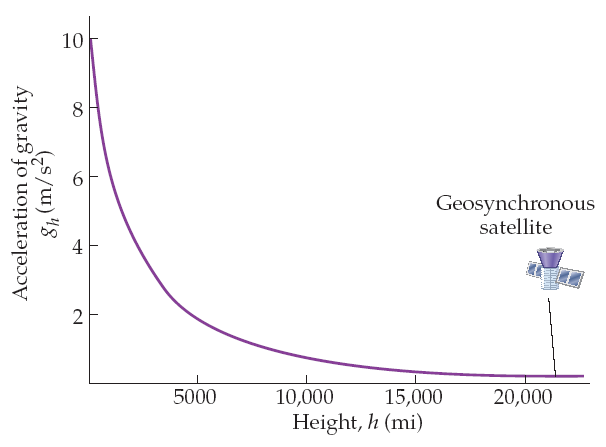 10
8
6
4
2
Acceleration of gravity
gₕ (m/s²)
Geosynchronous
satellite
5000 10,000 15,000 20,000
Height, h (mi)